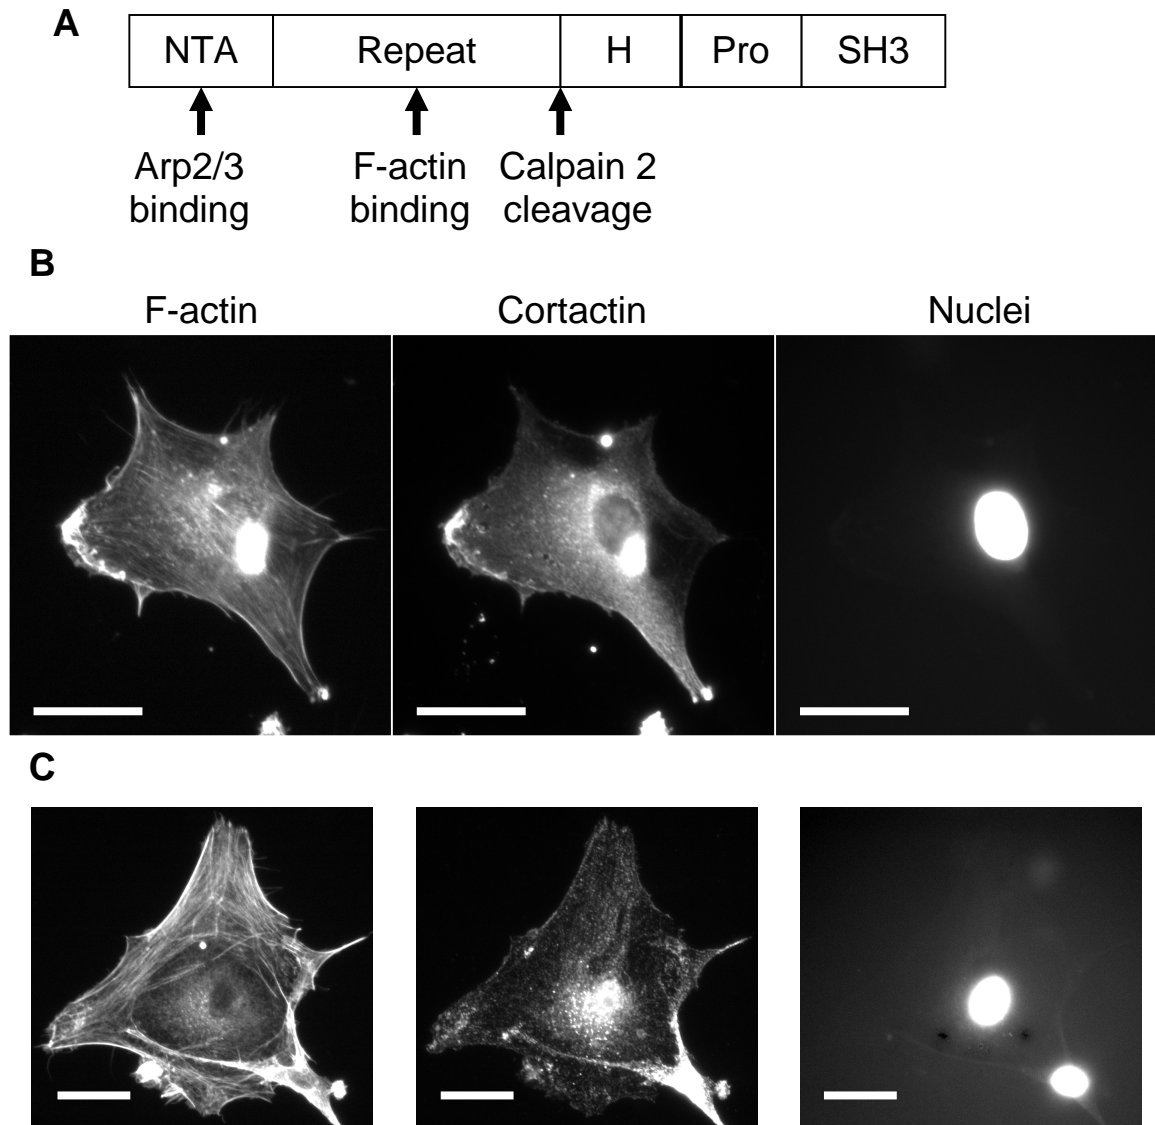 A
NTA Repeat H Pro SH3
Arp2/3 F-actin Calpain 2
binding binding cleavage
B
F-actin Cortactin Nuclei
C